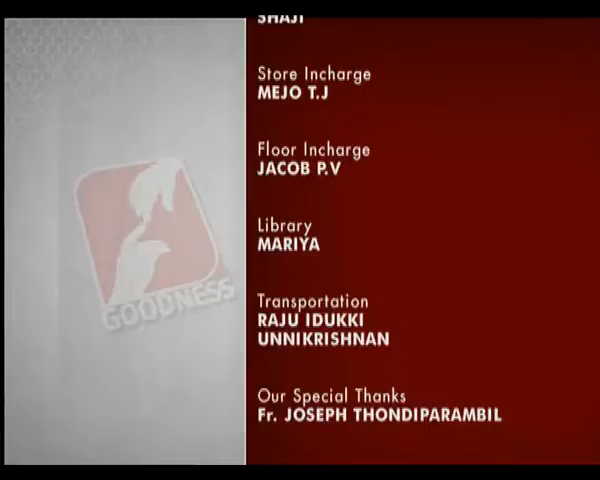 SHAJI
Store Incharge
MEJO T.J
Floor Incharge
JACOB P.V
Library
MARIYA
Transportation
RAJU IDUKKI
UNNIKRISHNAN
Our Special Thanks
Fr. JOSEPH THONDIPARAMBIL
GOODNESS